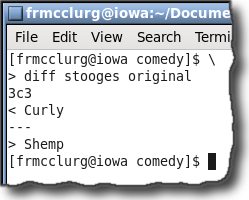 frmcclurg@iowa:~/Docume
File Edit View Search Termi
[frmcclurg@iowa comedy]$ \
> diff stooges original
3c3
< Curly
---
> Shemp
[frmcclurg@iowa comedy]$